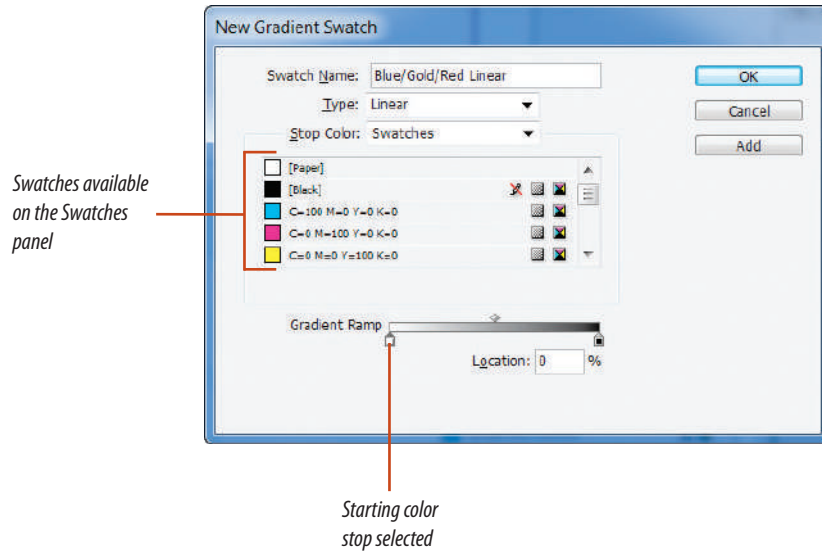 New Gradient Swatch
Swatch Name: Blue/Gold/Red Linear
OK
Type: Linear
Cancel
Stop Color: Swatches
Add
Swatches available
on the Swatches
panel
[Paper]
[Black]
C=100 M=0 Y=0 K=0
C=0 M=100 Y=0 K=0
C=0 M=0 Y=100 K=0
Gradient Ramp
Location: 0 %
Starting color
stop selected